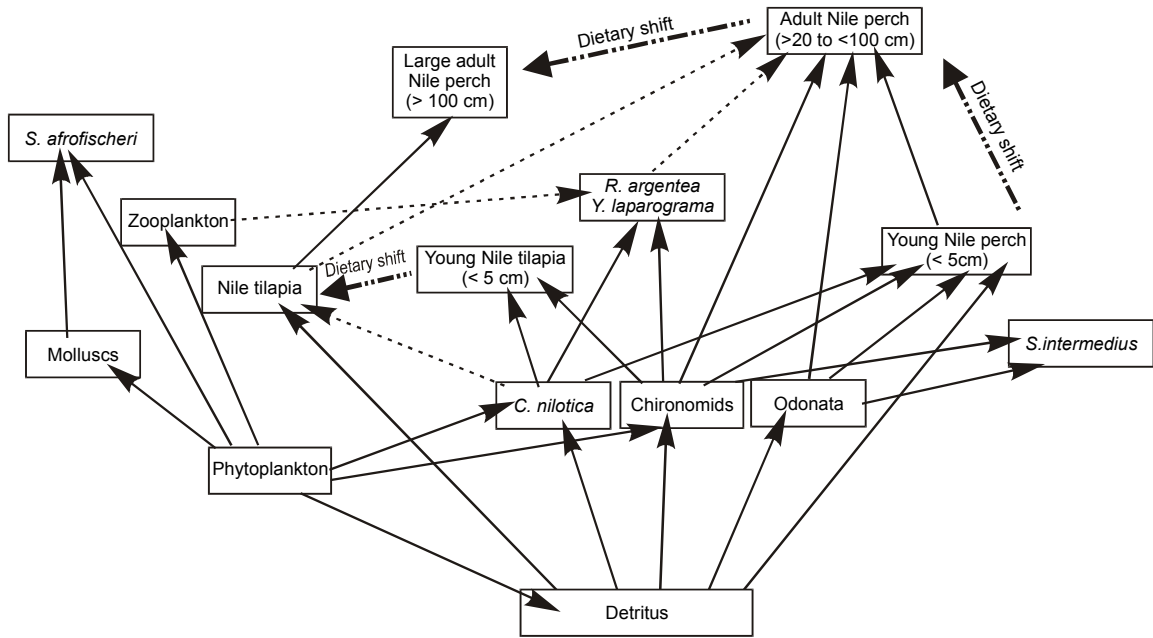 Adult Nile perch
(>20 to <100 cm)
Dietary shift
Large adult
Nile perch
(> 100 cm)
Dietary shift
S. afrofischeri
R. argentea
Y. laparograma
Zooplankton
Young Nile perch
(< 5cm)
Young Nile tilapia
(< 5 cm)
Dietary shift
Nile tilapia
Molluscs
S.intermedius
C. nilotica
Chironomids
Odonata
Phytoplankton
Detritus